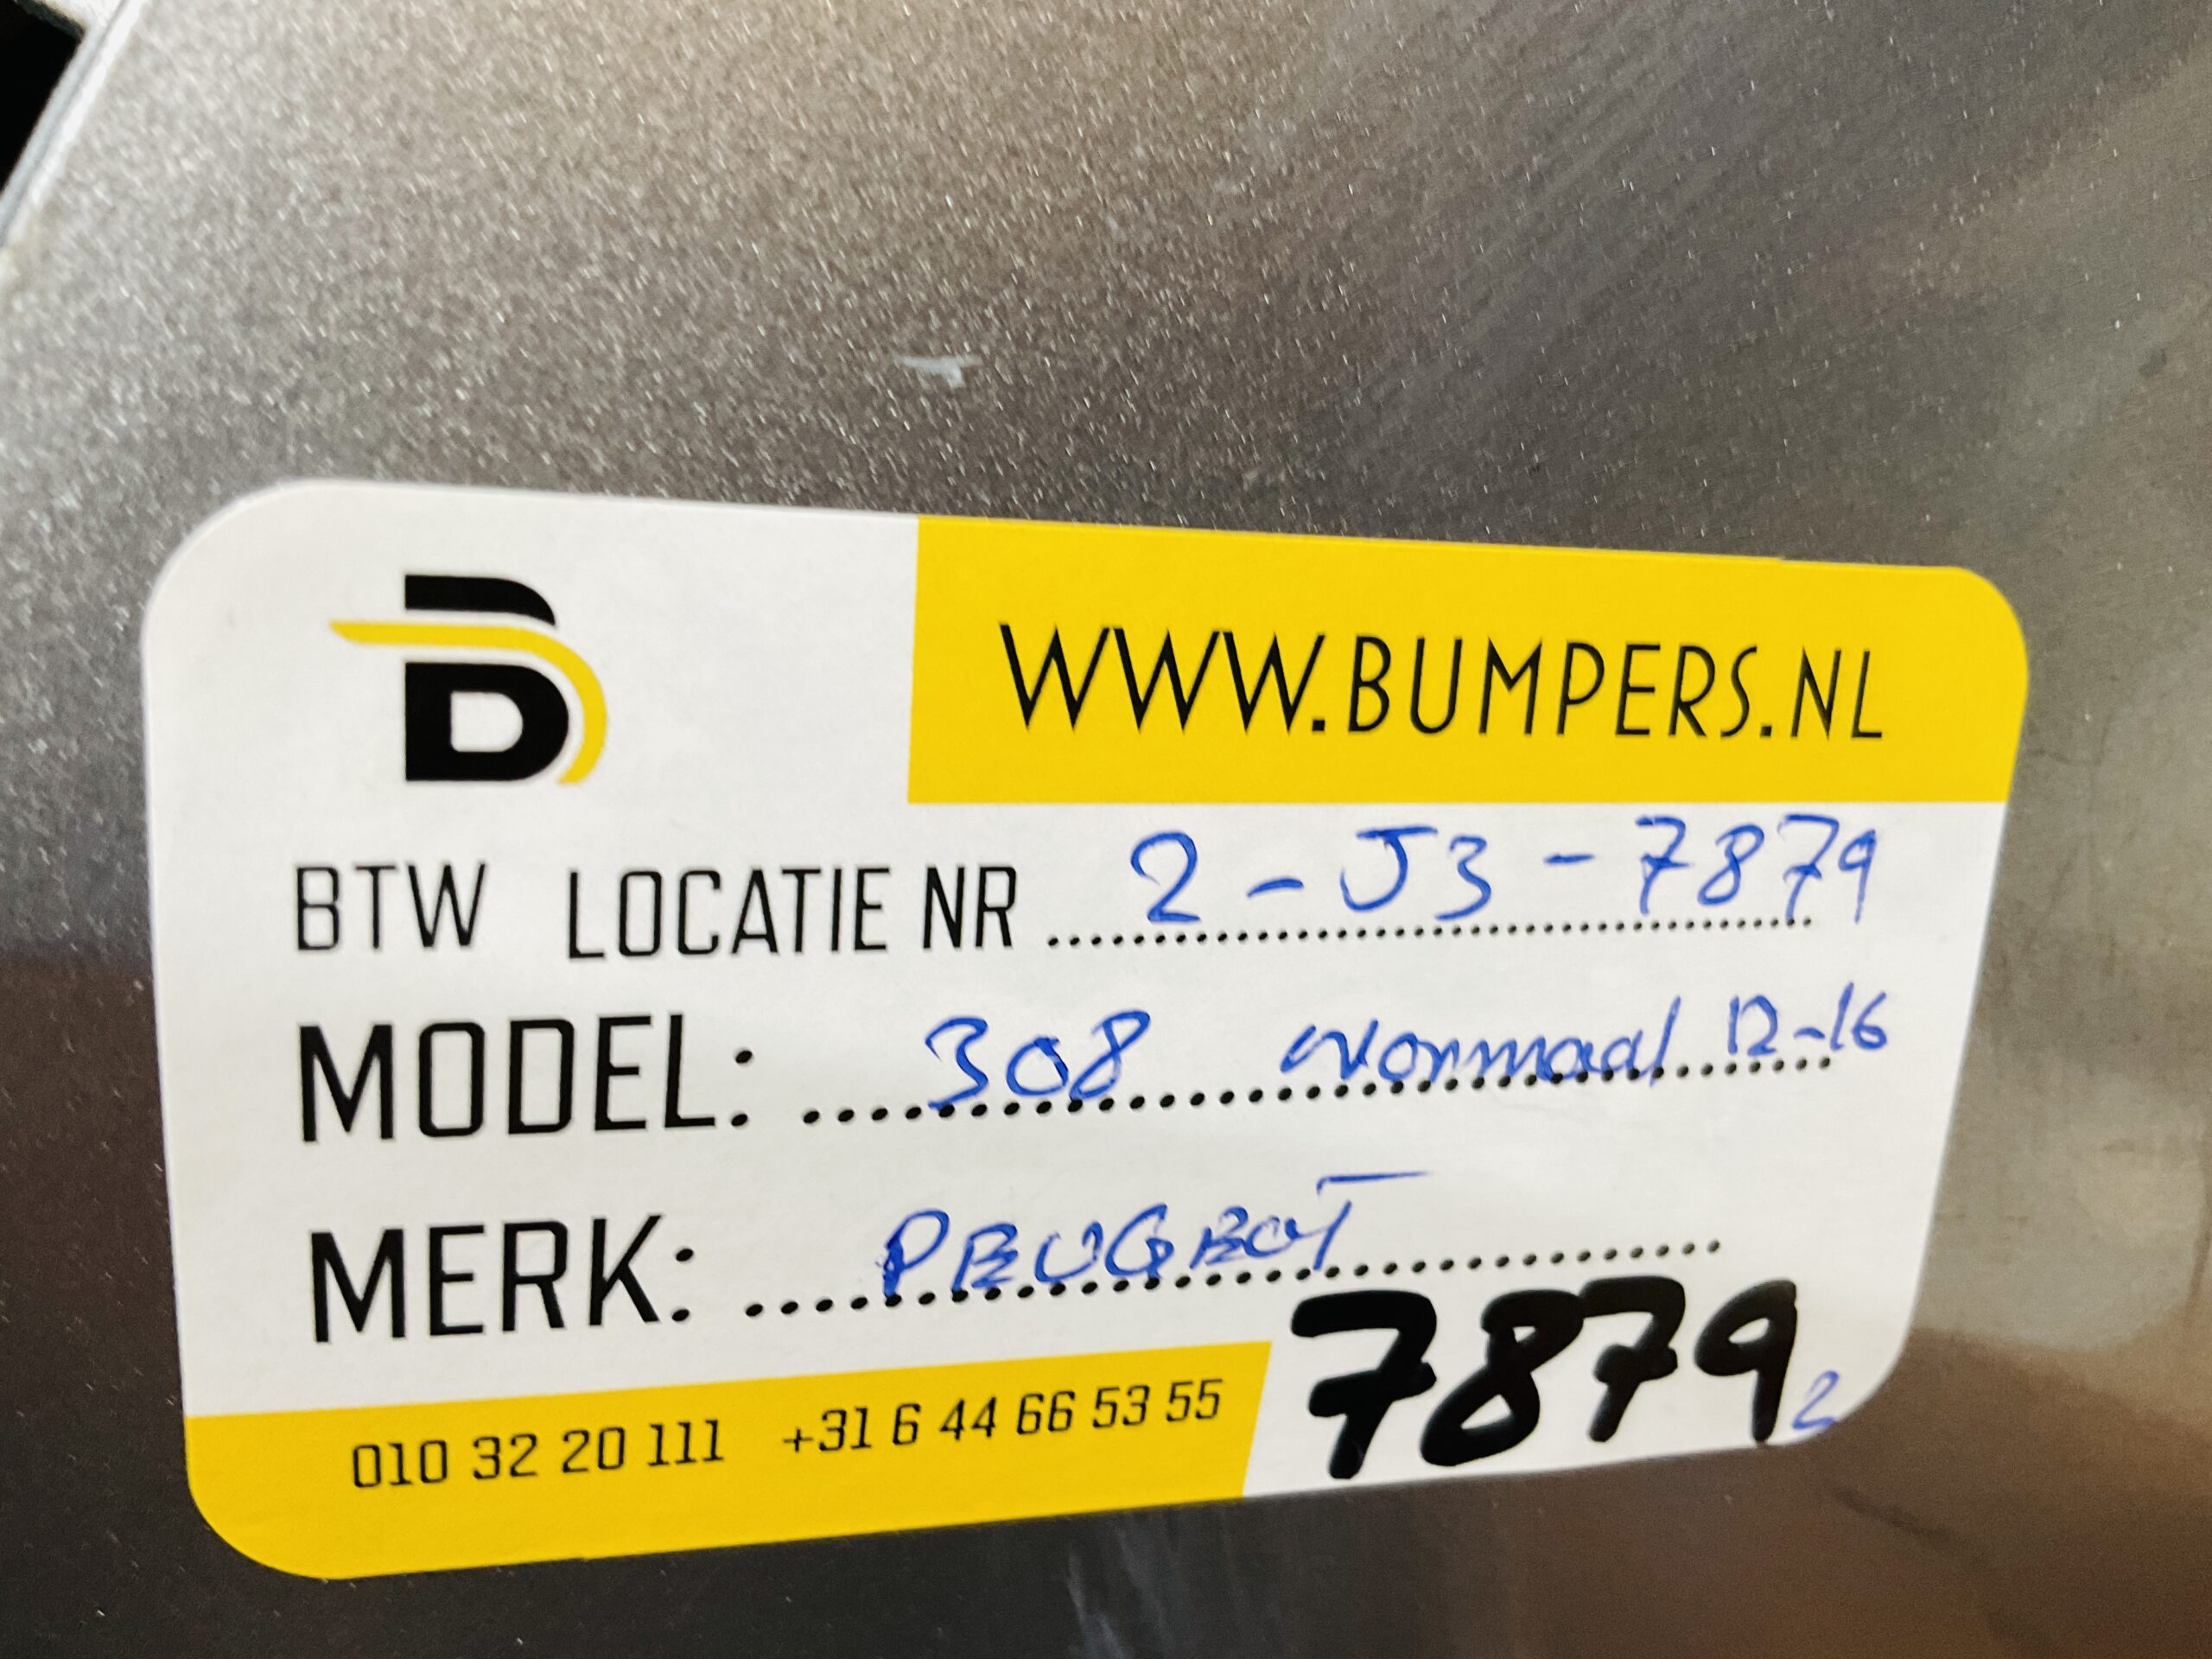 B
WWW.BUMPERS.NL
BTW LOCATIE NR 2-J3-7879
MODEL: 308 Normaal 12-16
MERK: PEUGEOT
7879 2
010 32 20 111 +31 6 44 66 53 55